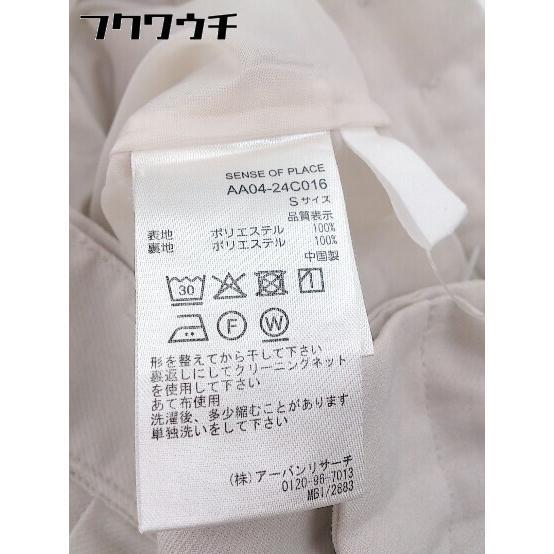 フクワウチ
SENSE OF PLACE
AA04-24C016
Sサイズ
品質表示
表地 ポリエステル 100%
裏地 ポリエステル 100%
中国製
30
F W
形を整えてから干して下さい
裏返しにしてクリーニングネット
を使用して下さい
あて布使用
洗濯後、多少縮むことがあります
単独洗いをして下さい
(株)アーバンリサーチ
0120-96-7013
MB1/2883